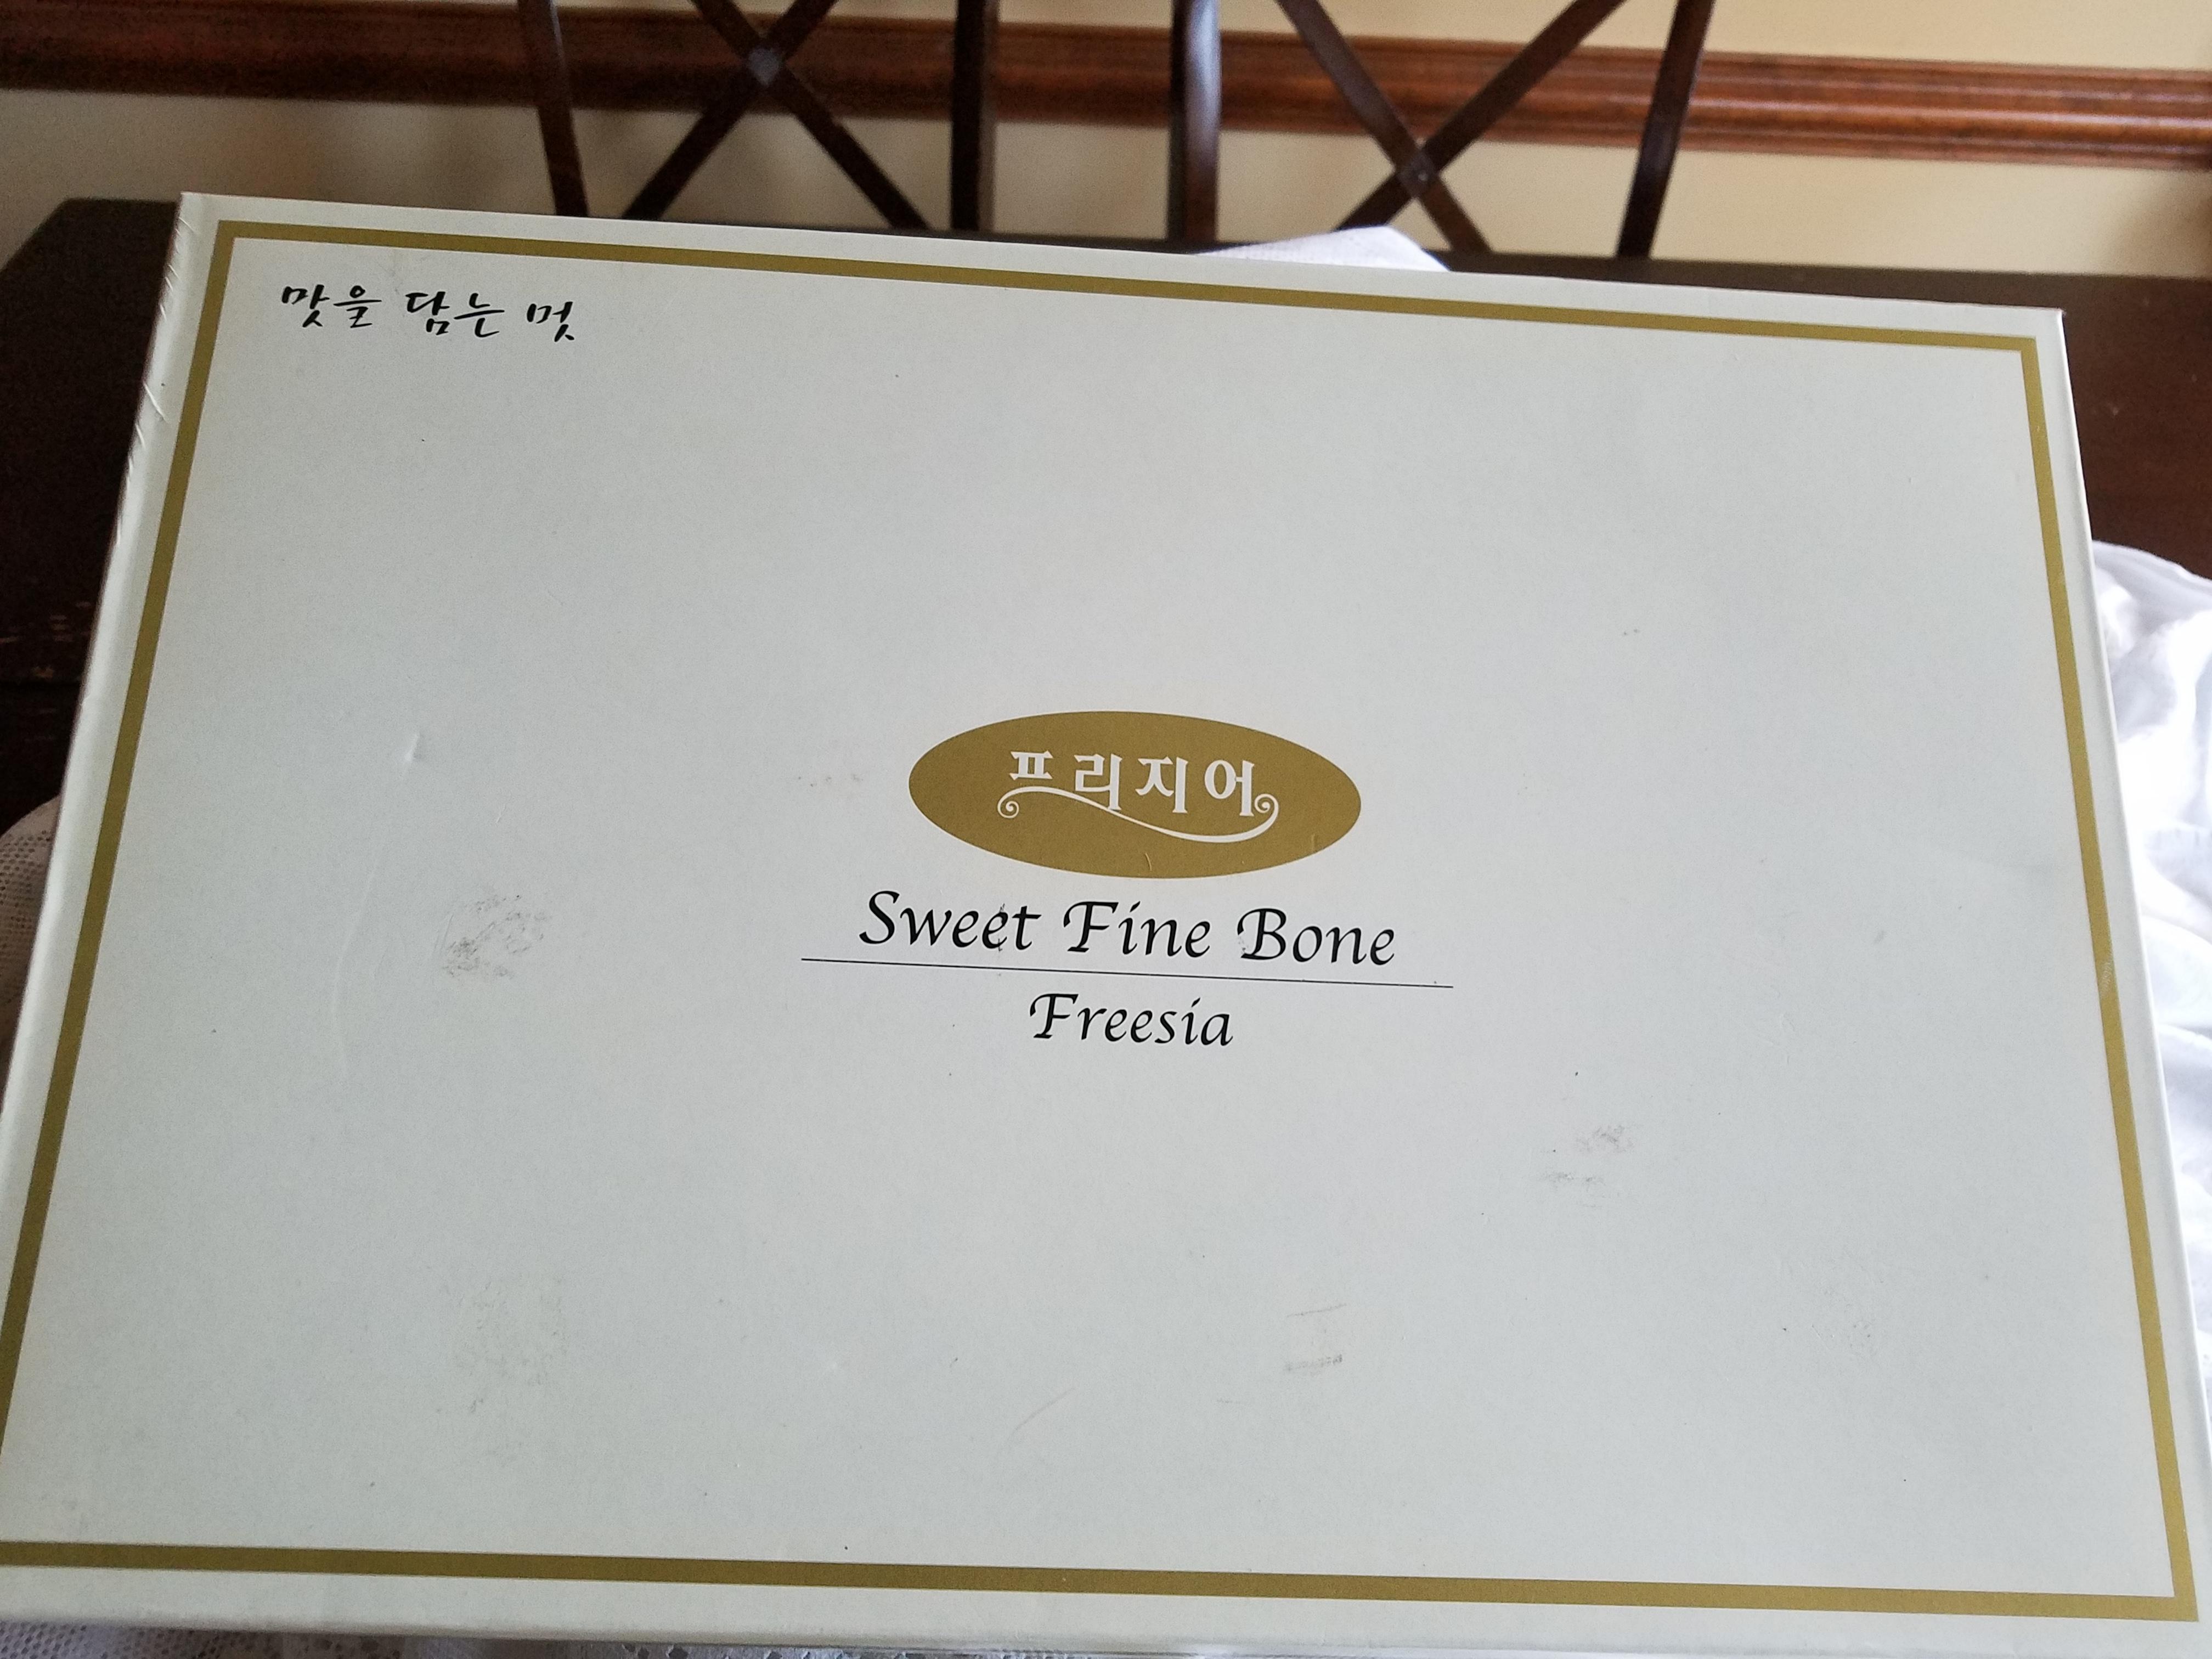 맛을 담는 멋
프리지어
Sweet Fine Bone
Freesia